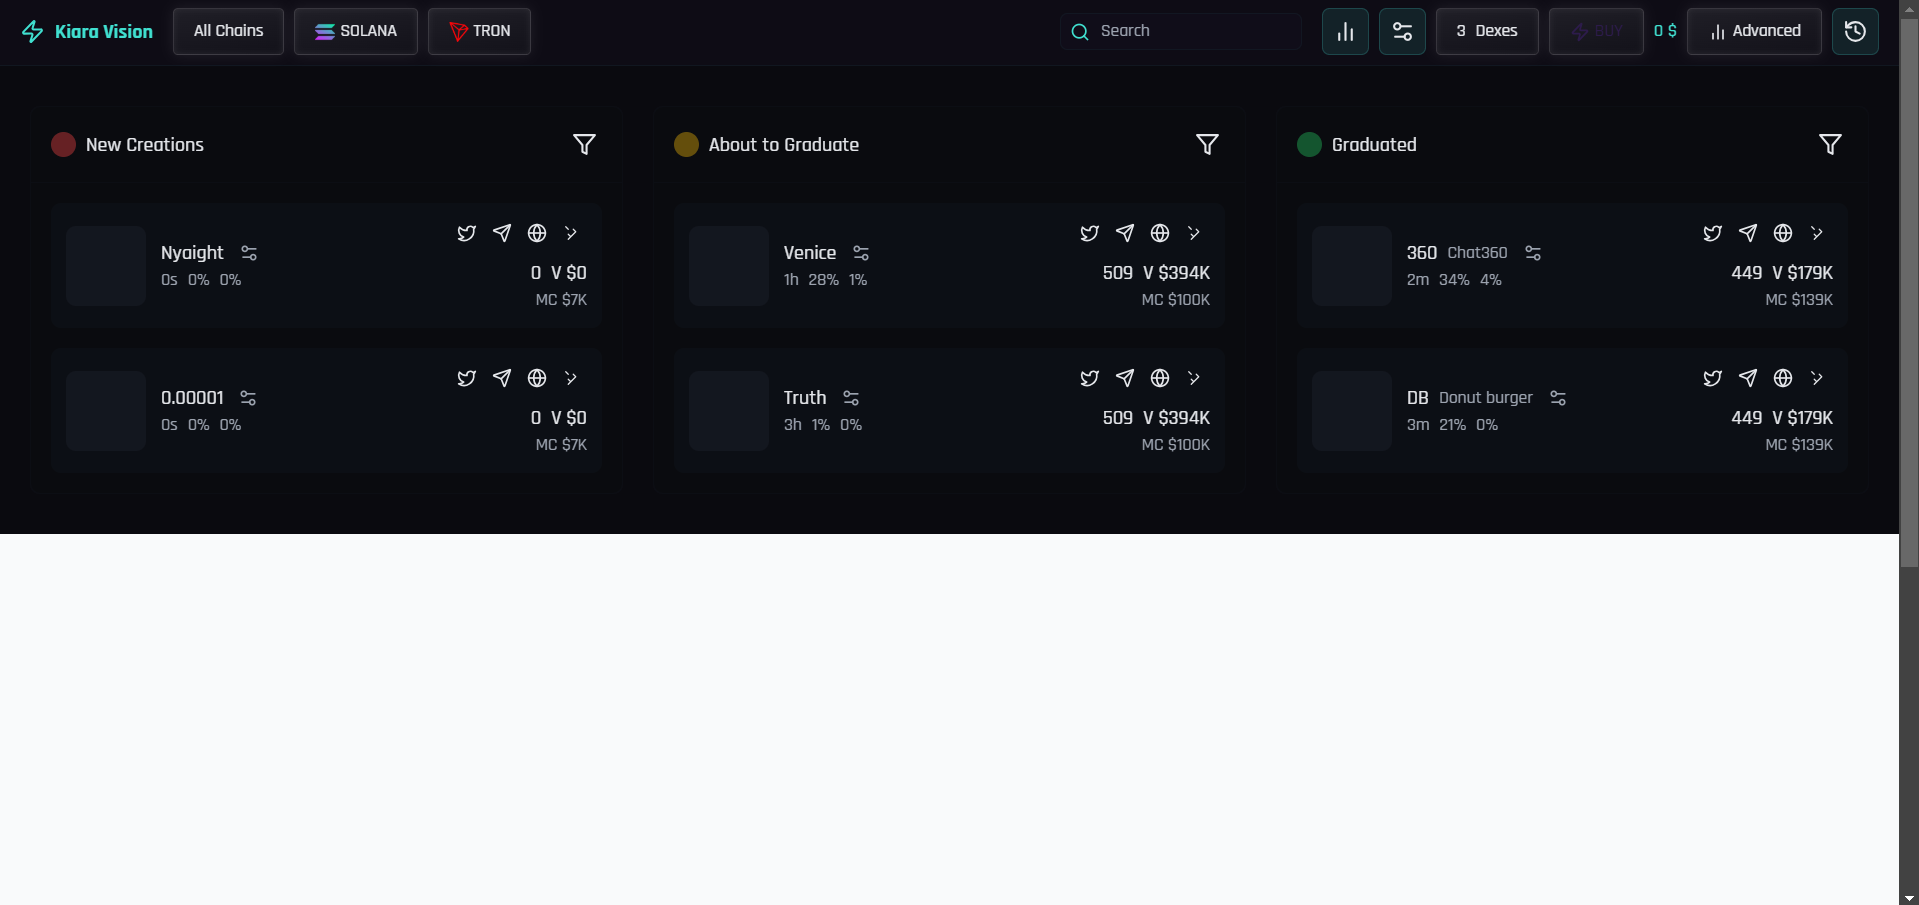 Kiara Vision All Chains SOLANA TRON Search 3 Dexes BUY 0 $ Advanced
New Creations
Nyaight
0s 0% 0%
0 V $0
MC $7K
0.00001
0s 0% 0%
0 V $0
MC $7K
About to Graduate
Venice
1h 28% 1%
509 V $394K
MC $100K
Truth
3h 1% 0%
509 V $394K
MC $100K
Graduated
360 Chat360
2m 34% 4%
449 V $179K
MC $139K
DB Donut burger
3m 21% 0%
449 V $179K
MC $139K